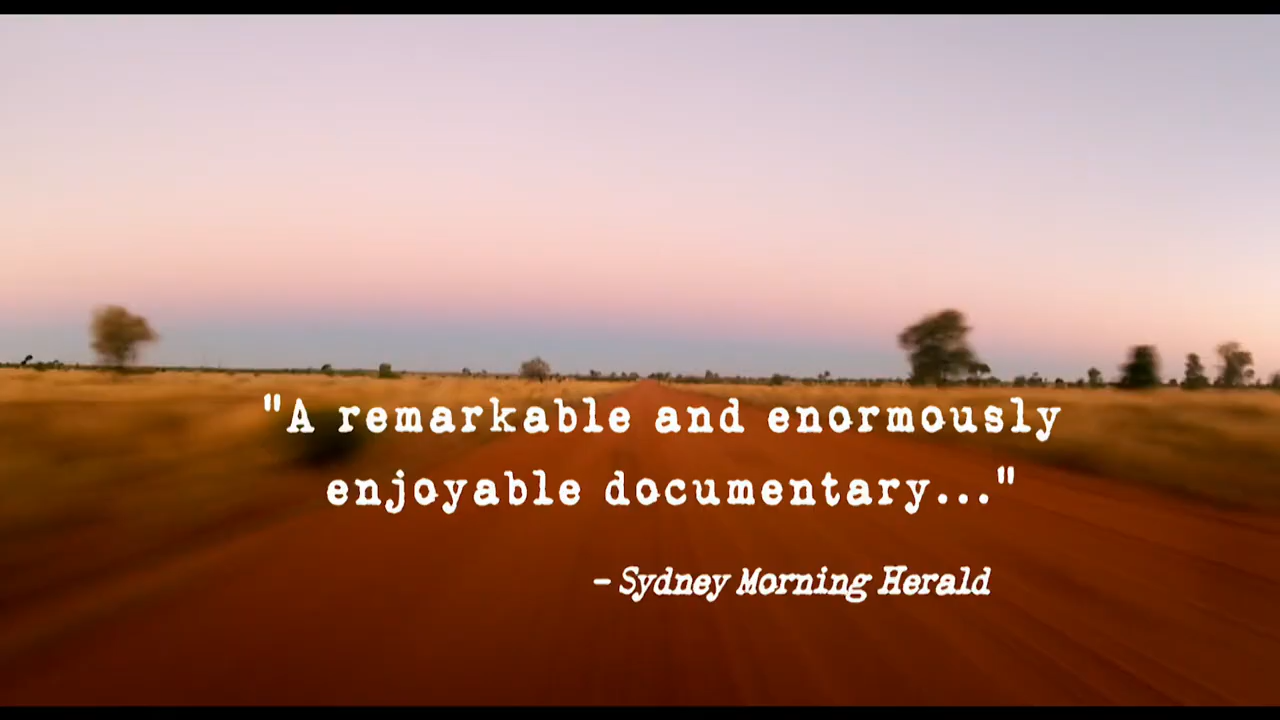 "A remarkable and enormously
enjoyable documentary..."
– Sydney Morning Herald